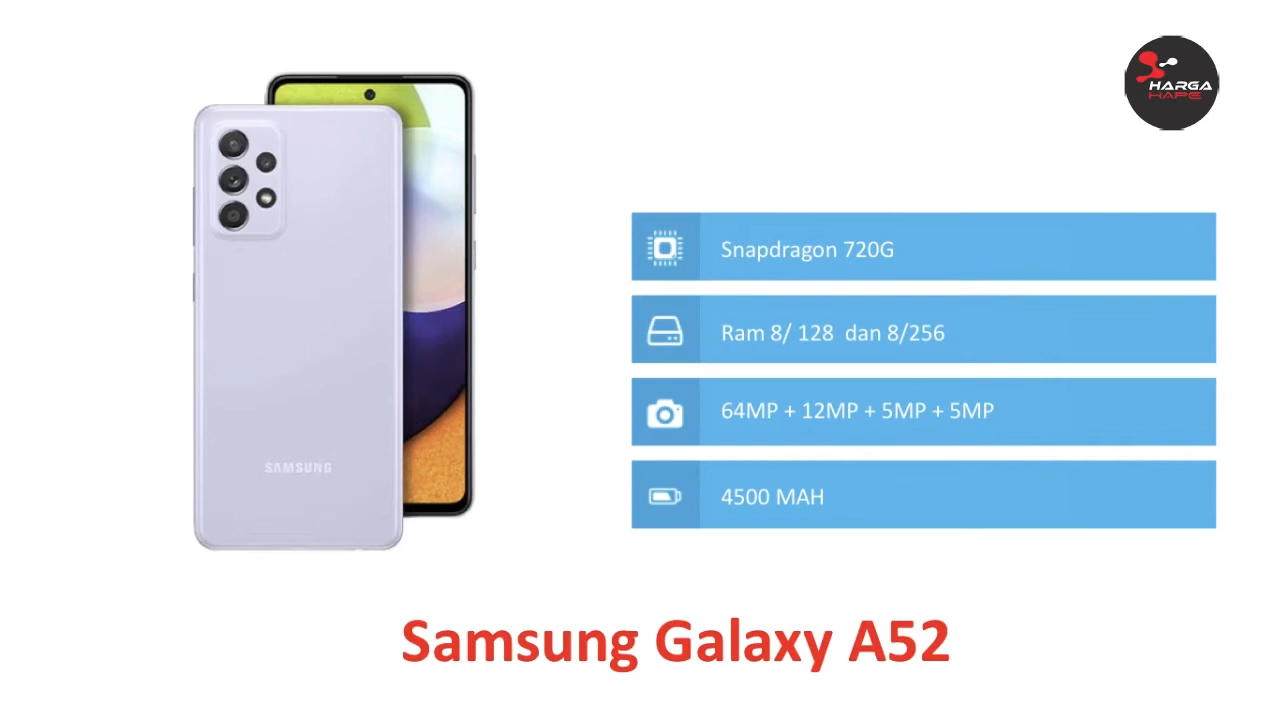 HARGA
HAPE
Snapdragon 720G
Ram 8/ 128 dan 8/256
64MP + 12MP + 5MP + 5MP
4500 MAH
SAMSUNG
Samsung Galaxy A52